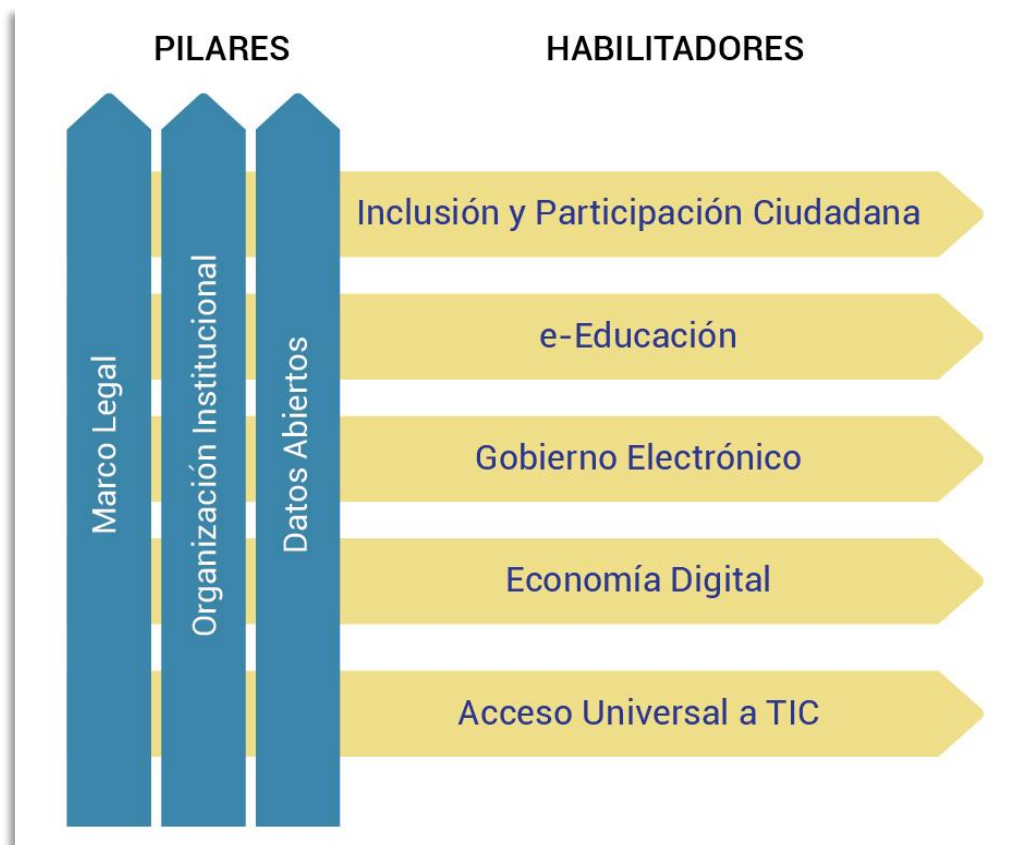 PILARES
HABILITADORES
Marco Legal
Organización Institucional
Datos Abiertos
Inclusión y Participación Ciudadana
e-Educación
Gobierno Electrónico
Economía Digital
Acceso Universal a TIC